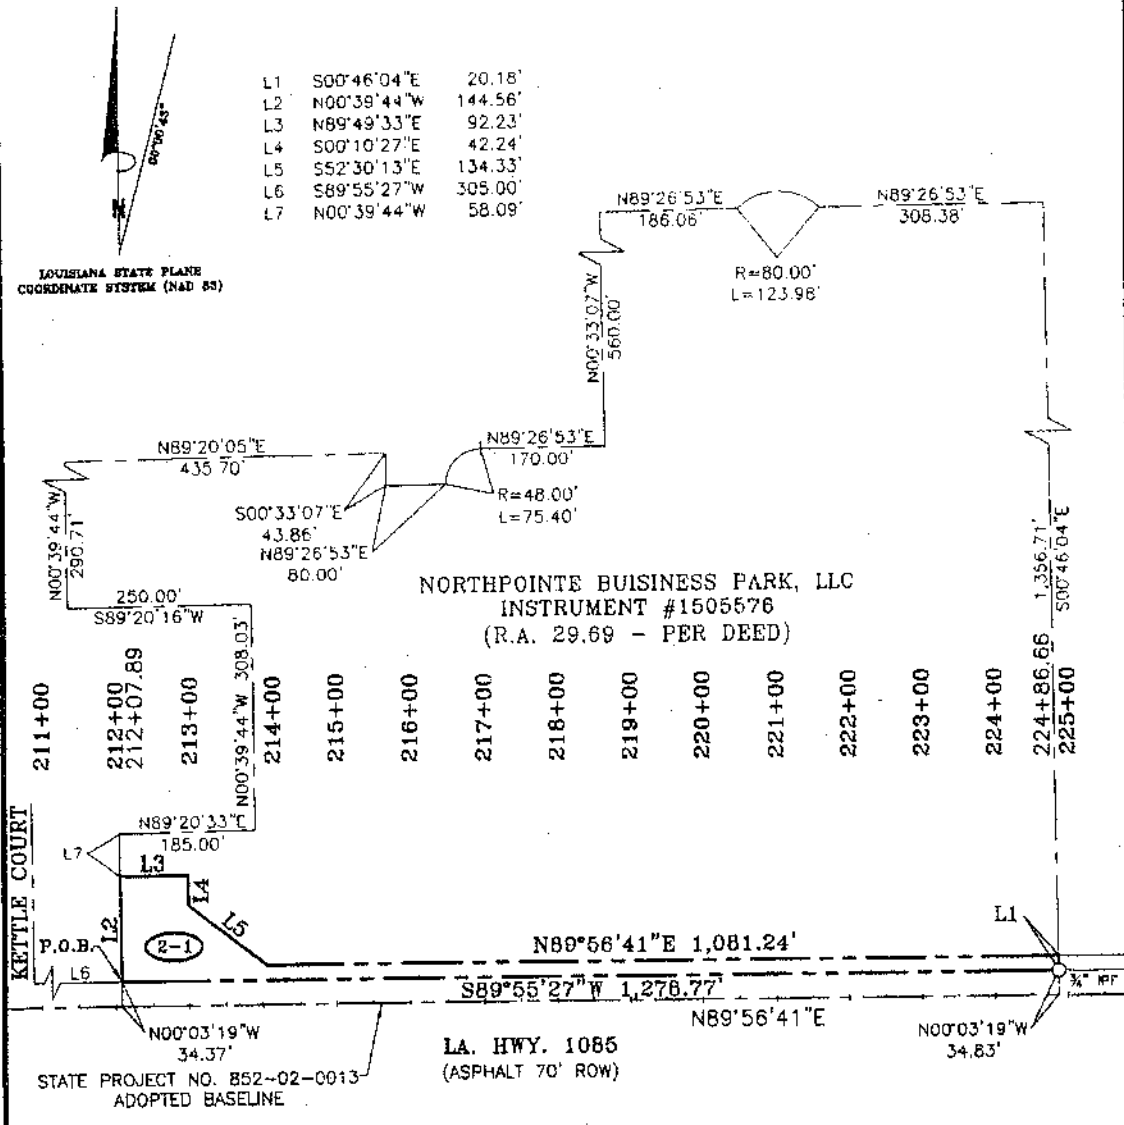 L1 S00°46'04"E 20.18'
L2 N00°39'44"W 144.56'
L3 N89°49'33"E 92.23'
L4 S00°10'27"E 42.24'
L5 S52°30'13"E 134.33'
L6 S89°55'27"W 305.00'
L7 N00°39'44"W 58.09'
00°00'45"
N
LOUISIANA STATE PLANE
COORDINATE SYSTEM (NAD 83)
N89°26'53"E
186.06'
N89°26'53"E
308.38'
R=80.00'
L=123.98'
N00°33'07"W
560.00'
N89°20'05"E
435.70'
N89°26'53"E
170.00'
R=48.00'
L=75.40'
S00°33'07"E
43.86'
N89°26'53"E
80.00'
N00°39'44"W
290.71'
250.00'
S89°20'16"W
NORTHPOINTE BUISINESS PARK, LLC
INSTRUMENT #1505576
(R.A. 29.69 - PER DEED)
1,356.71'
S00°46'04"E
N00°39'44"W 308.03'
211+00
212+00
212+07.89
213+00
214+00
215+00
216+00
217+00
218+00
219+00
220+00
221+00
222+00
223+00
224+00
224+86.66
225+00
KETTLE COURT
N89°20'33"E
185.00'
L7
L3
L4
L2
L5
P.O.B.
2-1
L6
L1
N89°56'41"E 1,081.24'
S89°55'27"W 1,278.77'
N89°56'41"E
¾" IPF
N00°03'19"W
34.37'
N00°03'19"W
34.83'
LA. HWY. 1085
(ASPHALT 70' ROW)
STATE PROJECT NO. 852-02-0013
ADOPTED BASELINE